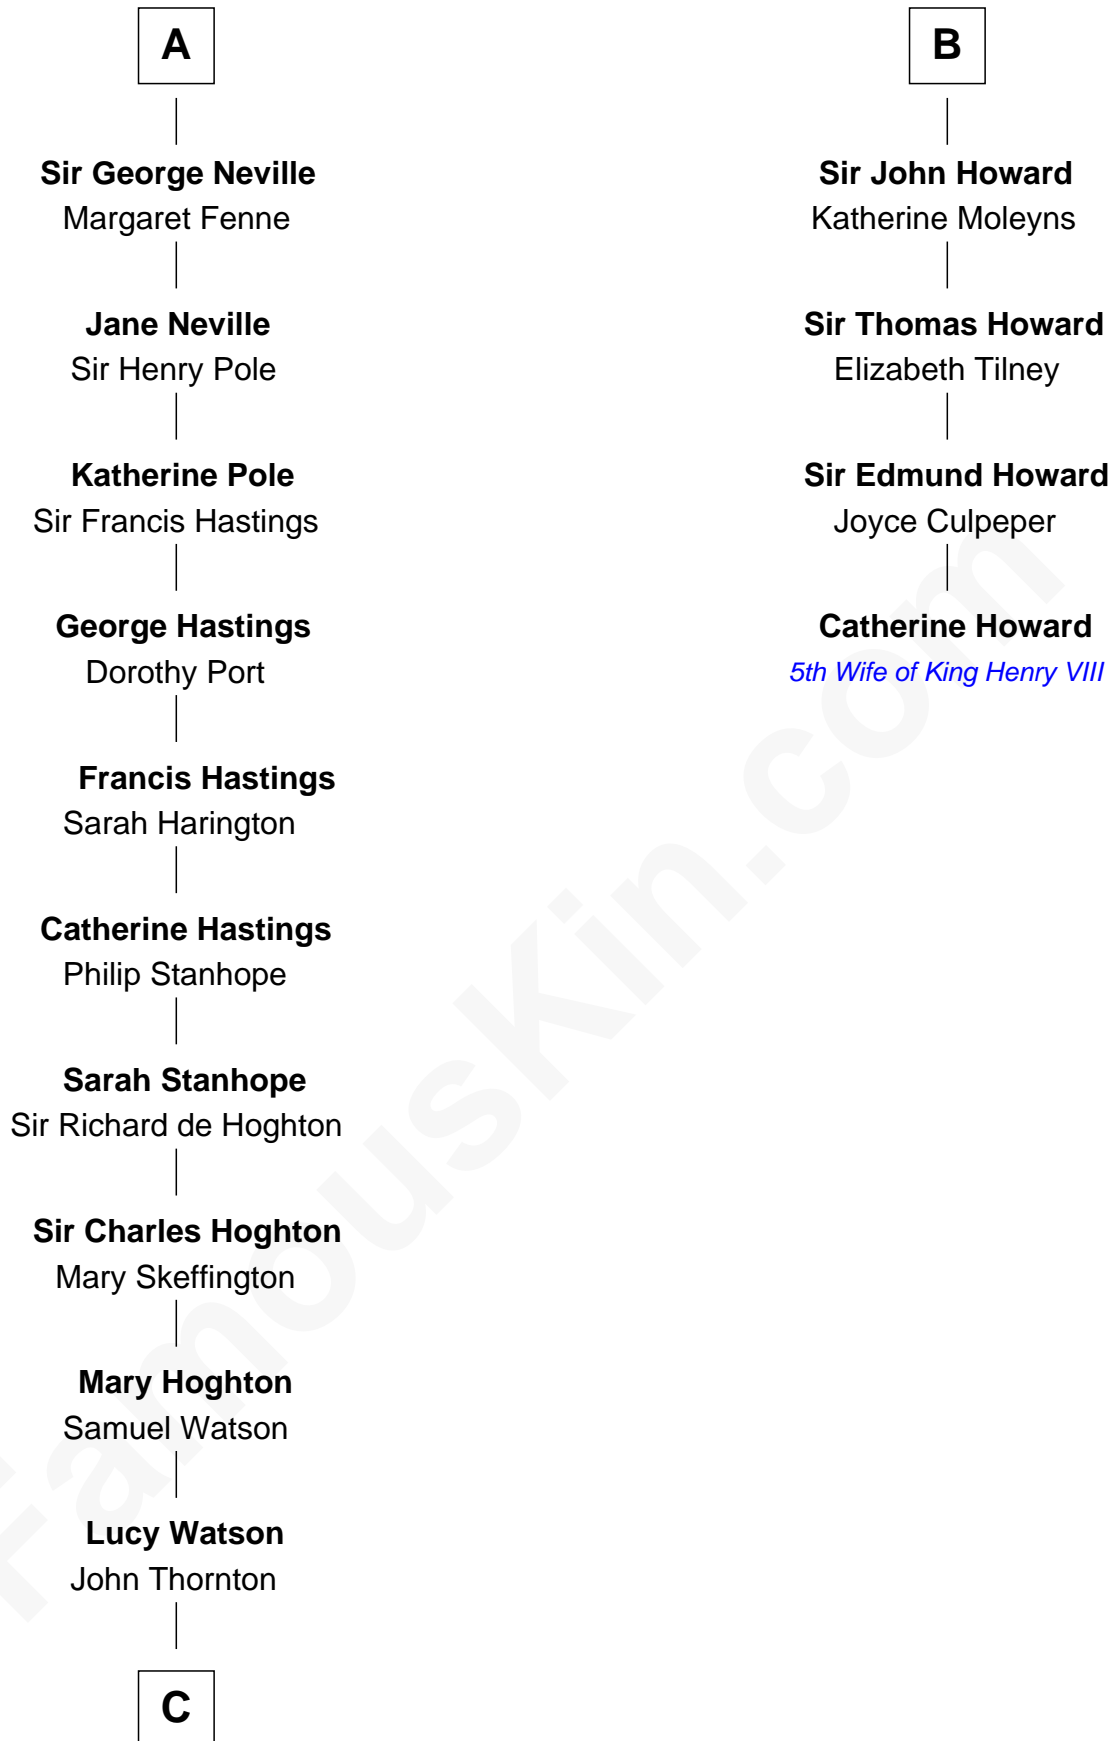 A
Sir George Neville
Margaret Fenne
Jane Neville
Sir Henry Pole
Katherine Pole
Sir Francis Hastings
George Hastings
Dorothy Port
Francis Hastings
Sarah Harington
Catherine Hastings
Philip Stanhope
Sarah Stanhope
Sir Richard de Hoghton
Sir Charles Hoghton
Mary Skeffington
Mary Hoghton
Samuel Watson
Lucy Watson
John Thornton
C
B
Sir John Howard
Katherine Moleyns
Sir Thomas Howard
Elizabeth Tilney
Sir Edmund Howard
Joyce Culpeper
Catherine Howard
5th Wife of King Henry VIII
FamousKin.com